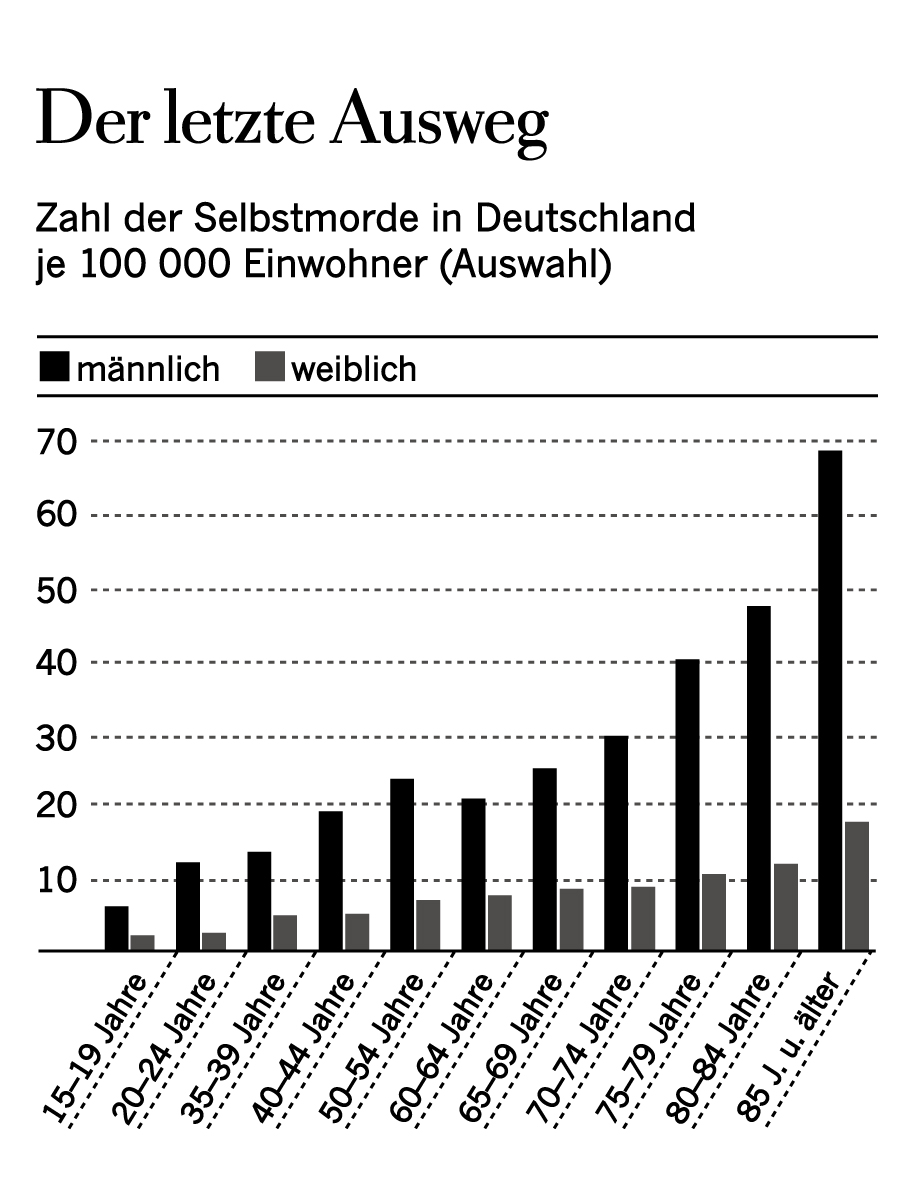 Der letzte Ausweg
Zahl der Selbstmorde in Deutschland
je 100 000 Einwohner (Auswahl)
männlich weiblich
70
60
50
40
30
20
10
15–19 Jahre
20–24 Jahre
35–39 Jahre
40–44 Jahre
50–54 Jahre
60–64 Jahre
65–69 Jahre
70–74 Jahre
75–79 Jahre
80–84 Jahre
85 J. u. älter